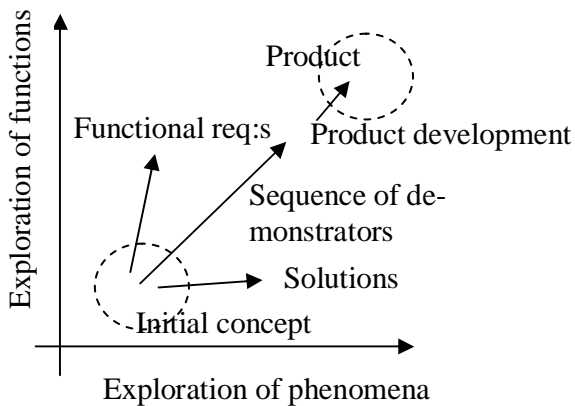 Exploration of functions
Product
Functional req:s
Product development
Sequence of de-
monstrators
Solutions
Initial concept
Exploration of phenomena